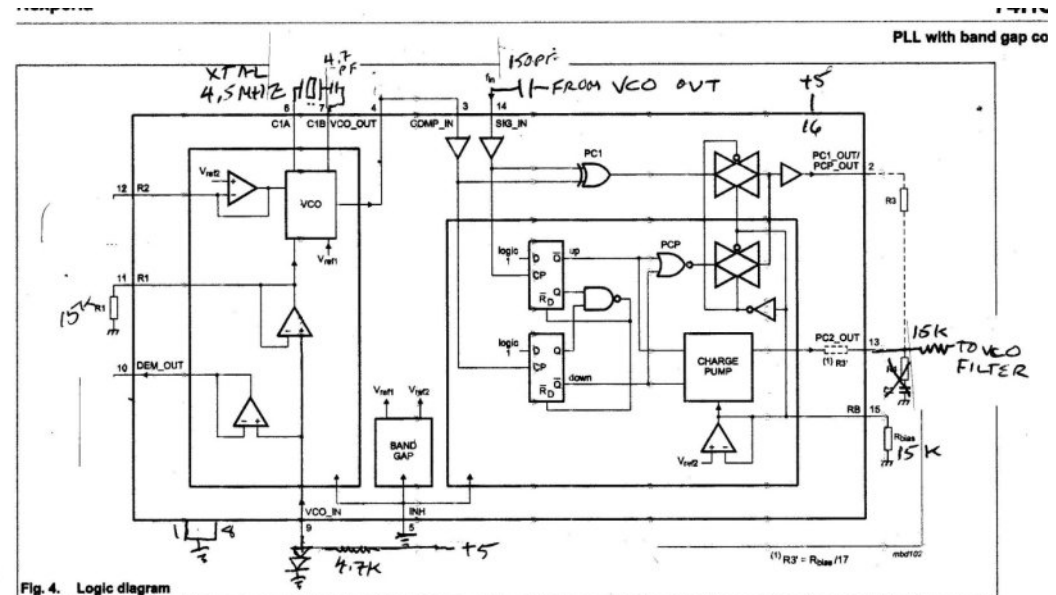 PLL with band gap co
XTAL
4,5MHZ
4.7
PF
150PF
fin
FROM VCO OUT
+5
16
6
7
4
3
14
C1A
C1B
VCO_OUT
COMP_IN
SIG_IN
PC1
PC1_OUT/
PCP_OUT
2
R3
Vref2
12
R2
VCO
Vref1
logic
1
D
Q
up
PCP
CP
Q
RD
11
R1
R1
15K
logic
1
D
Q
CP
Q
down
RD
CHARGE
PUMP
PC2_OUT
13
(1) R3'
15K
TO VCO
FILTER
10
DEM_OUT
Vref1
Vref2
BAND
GAP
Vref2
RB
15
Rbias
15K
VCO_IN
INH
1
8
9
5
+5
4.7K
(1) R3' = Rbias/17
mbd102
Fig. 4. Logic diagram